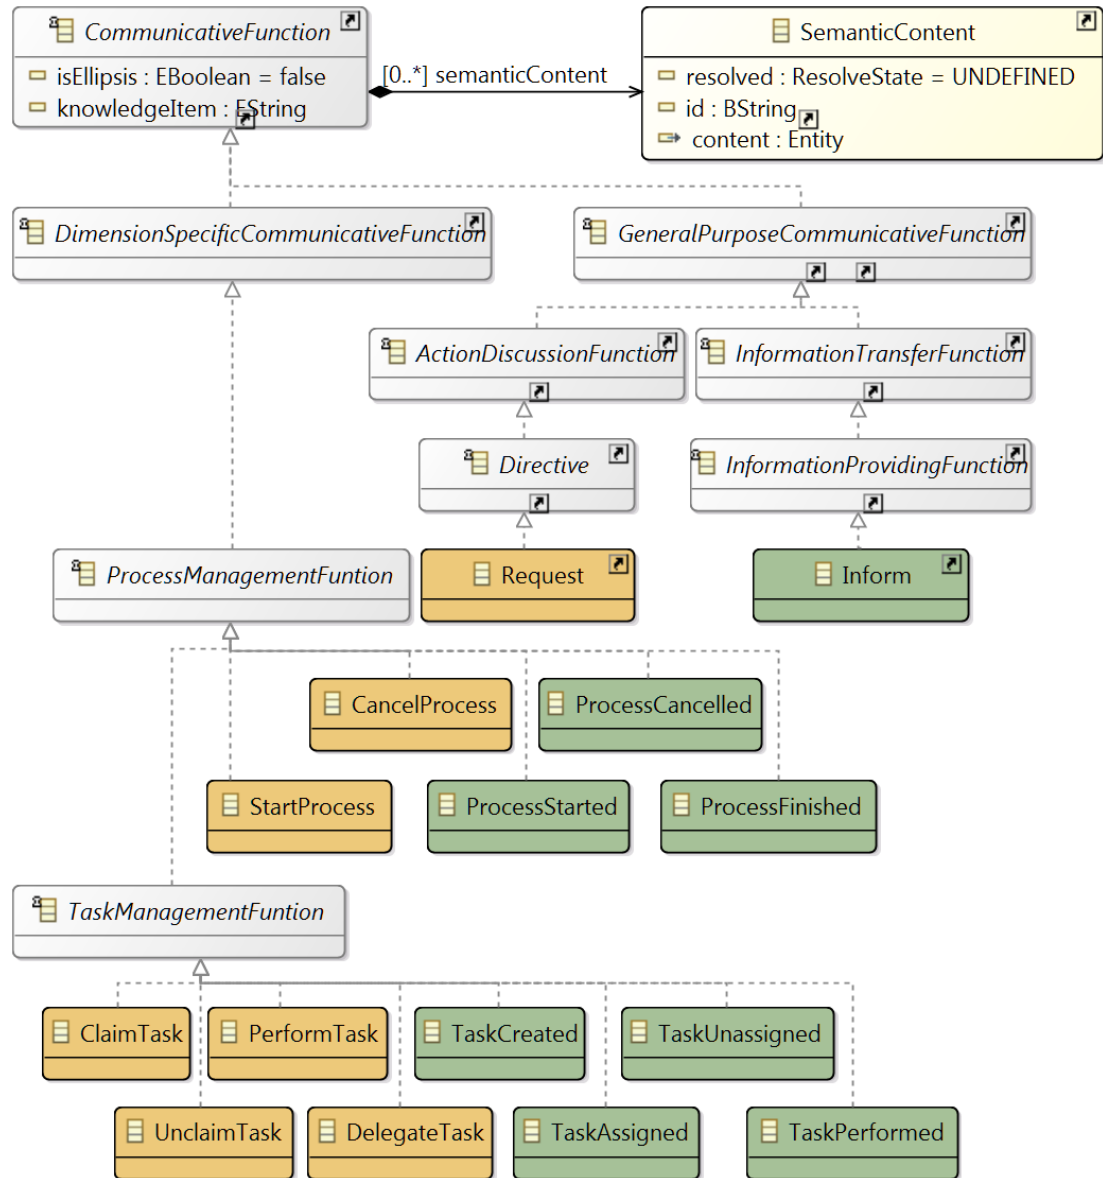 CommunicativeFunction
isEllipsis : EBoolean = false
knowledgeItem : EString
[0..*] semanticContent
SemanticContent
resolved : ResolveState = UNDEFINED
id : BString
content : Entity
DimensionSpecificCommunicativeFunction
GeneralPurposeCommunicativeFunction
ActionDiscussionFunction
InformationTransferFunction
Directive
InformationProvidingFunction
ProcessManagementFuntion
Request
Inform
CancelProcess
ProcessCancelled
StartProcess
ProcessStarted
ProcessFinished
TaskManagementFuntion
ClaimTask
PerformTask
TaskCreated
TaskUnassigned
UnclaimTask
DelegateTask
TaskAssigned
TaskPerformed